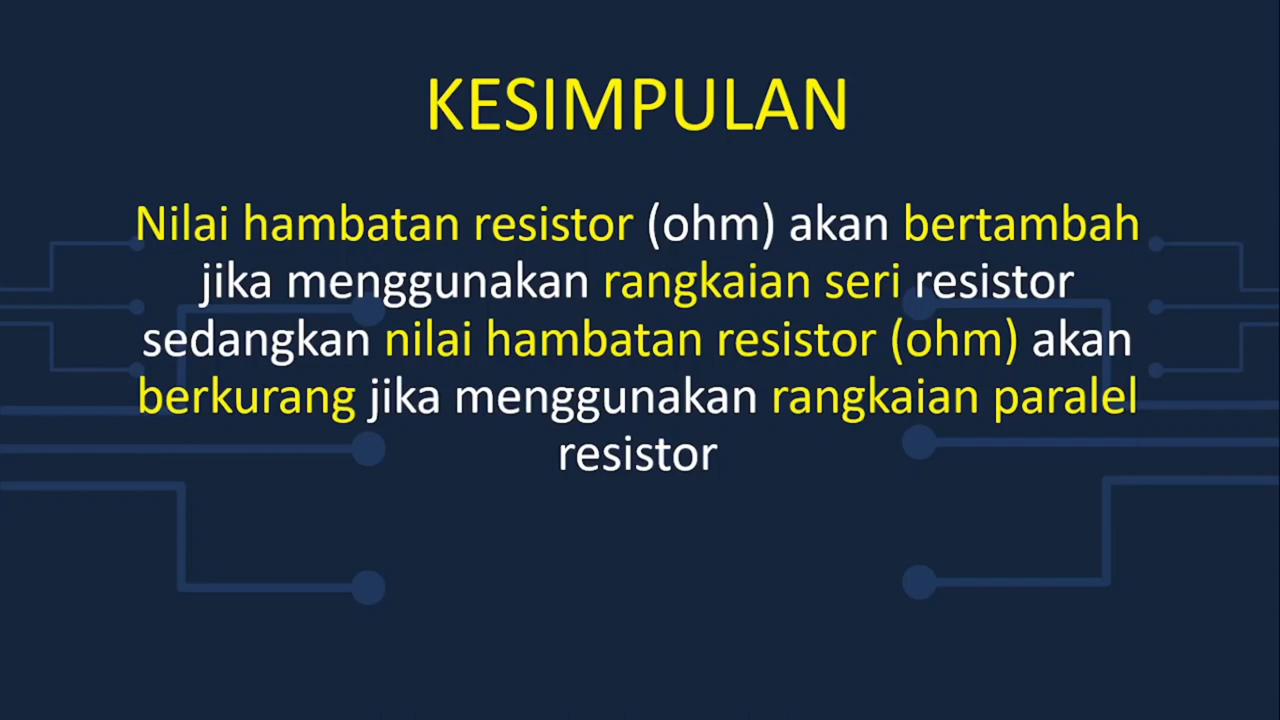 KESIMPULAN
Nilai hambatan resistor (ohm) akan bertambah
jika menggunakan rangkaian seri resistor
sedangkan nilai hambatan resistor (ohm) akan
berkurang jika menggunakan rangkaian paralel
resistor